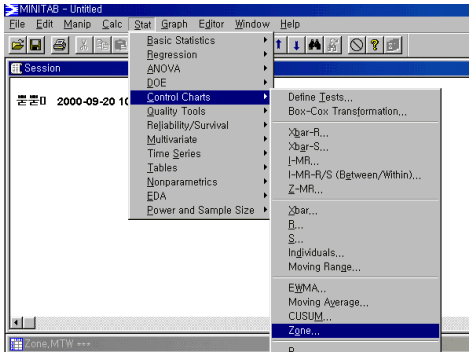 MINITAB - Untitled
File Edit Manip Calc Stat Graph Editor Window Help
Session
뿓뿓0 2000-09-20 10
Basic Statistics
Regression
ANOVA
DOE
Control Charts
Quality Tools
Reliability/Survival
Multivariate
Time Series
Tables
Nonparametrics
EDA
Power and Sample Size
Define Tests...
Box-Cox Transformation...
Xbar-R...
Xbar-S...
I-MR...
I-MR-R/S (Between/Within)...
Z-MR...
Xbar...
R...
S...
Individuals...
Moving Range...
EWMA...
Moving Average...
CUSUM...
Zone...
Zone,MTW ***